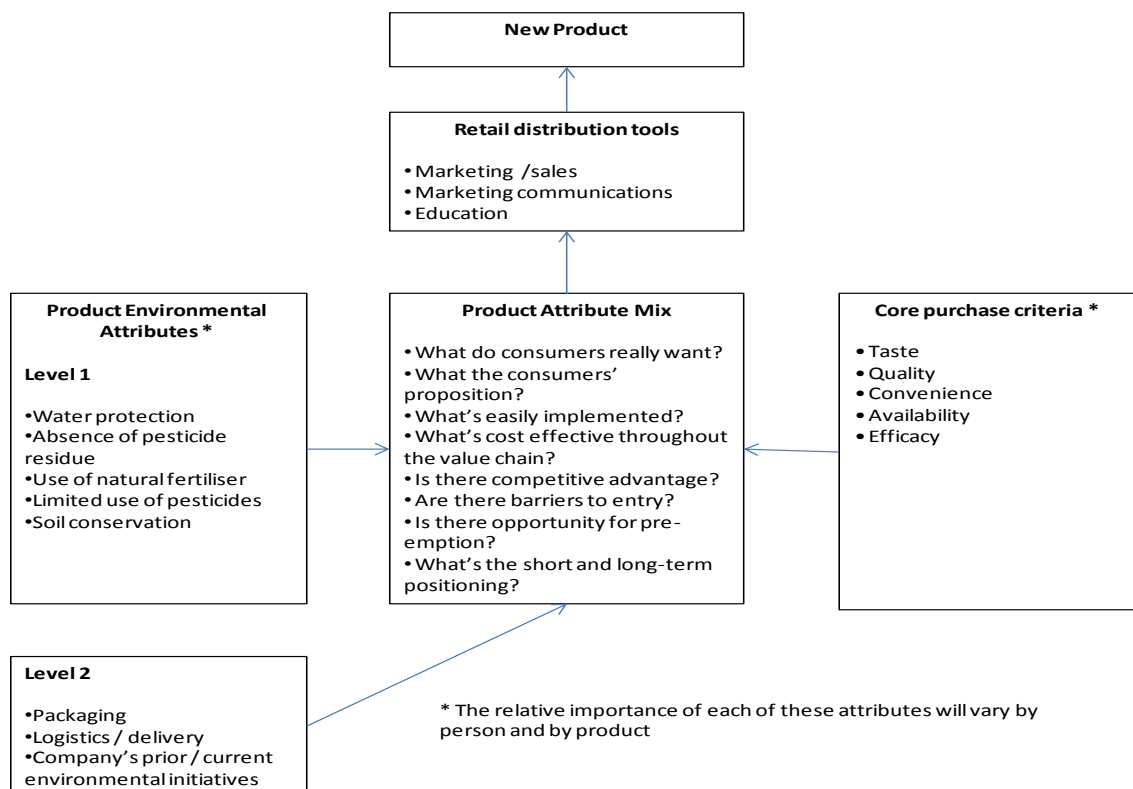 New Product
Retail distribution tools
• Marketing /sales
• Marketing communications
• Education
Product Environmental
Attributes *
Level 1
•Water protection
•Absence of pesticide
residue
•Use of natural fertiliser
•Limited use of pesticides
•Soil conservation
Product Attribute Mix
• What do consumers really want?
• What the consumers'
proposition?
• What's easily implemented?
• What's cost effective throughout
the value chain?
• Is there competitive advantage?
• Are there barriers to entry?
• Is there opportunity for pre-
emption?
• What's the short and long-term
positioning?
Core purchase criteria *
• Taste
• Quality
• Convenience
• Availability
• Efficacy
Level 2
•Packaging
•Logistics / delivery
•Company's prior / current
environmental initiatives
* The relative importance of each of these attributes will vary by
person and by product